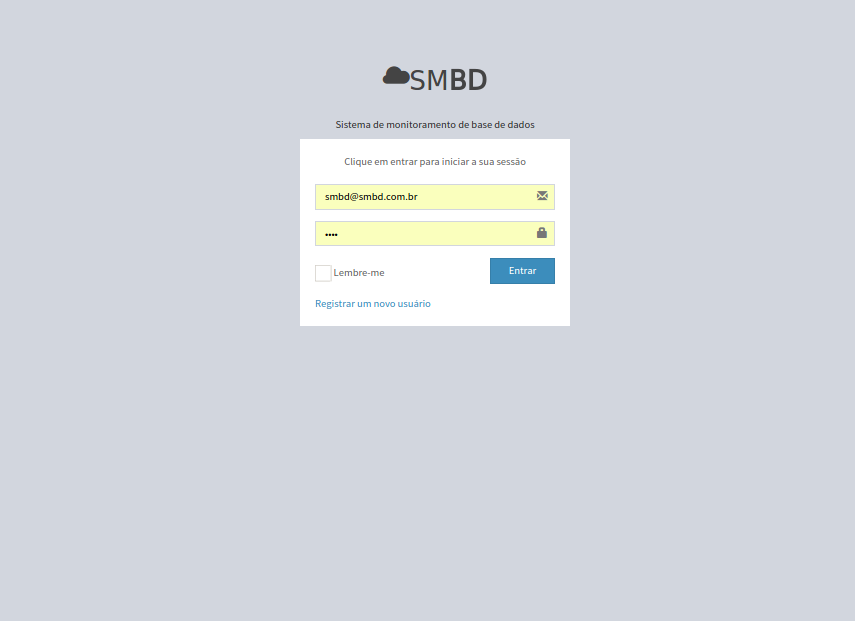 SMBD
Sistema de monitoramento de base de dados
Clique em entrar para iniciar a sua sessão
smbd@smbd.com.br
••••
Lembre-me
Entrar
Registrar um novo usuário